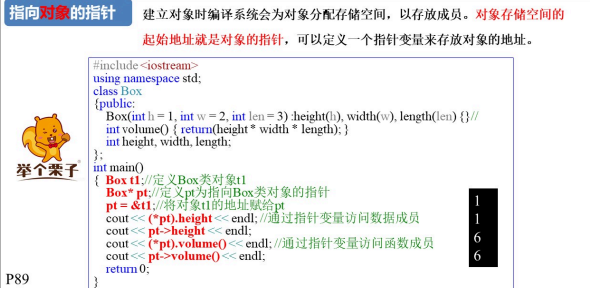 指向对象的指针
建立对象时编译系统会为对象分配存储空间，以存放成员。对象存储空间的
起始地址就是对象的指针，可以定义一个指针变量来存放对象的地址。
#include<iostream>
using namespace std;
class Box
{public:
Box(int h = 1, int w = 2, int len = 3) :height(h), width(w), length(len) {}//
int volume() { return(height * width * length); }
int height, width, length;
};
int main()
{ Box t1;//定义Box类对象t1
Box* pt;//定义pt为指向Box类对象的指针
pt = &t1;//将对象t1的地址赋给pt
cout << (*pt).height << endl; //通过指针变量访问数据成员
cout << pt->height << endl;
cout << (*pt).volume() << endl; //通过指针变量访问函数成员
cout << pt->volume() << endl;
return 0;
}
举个栗子
1
1
6
6
P89